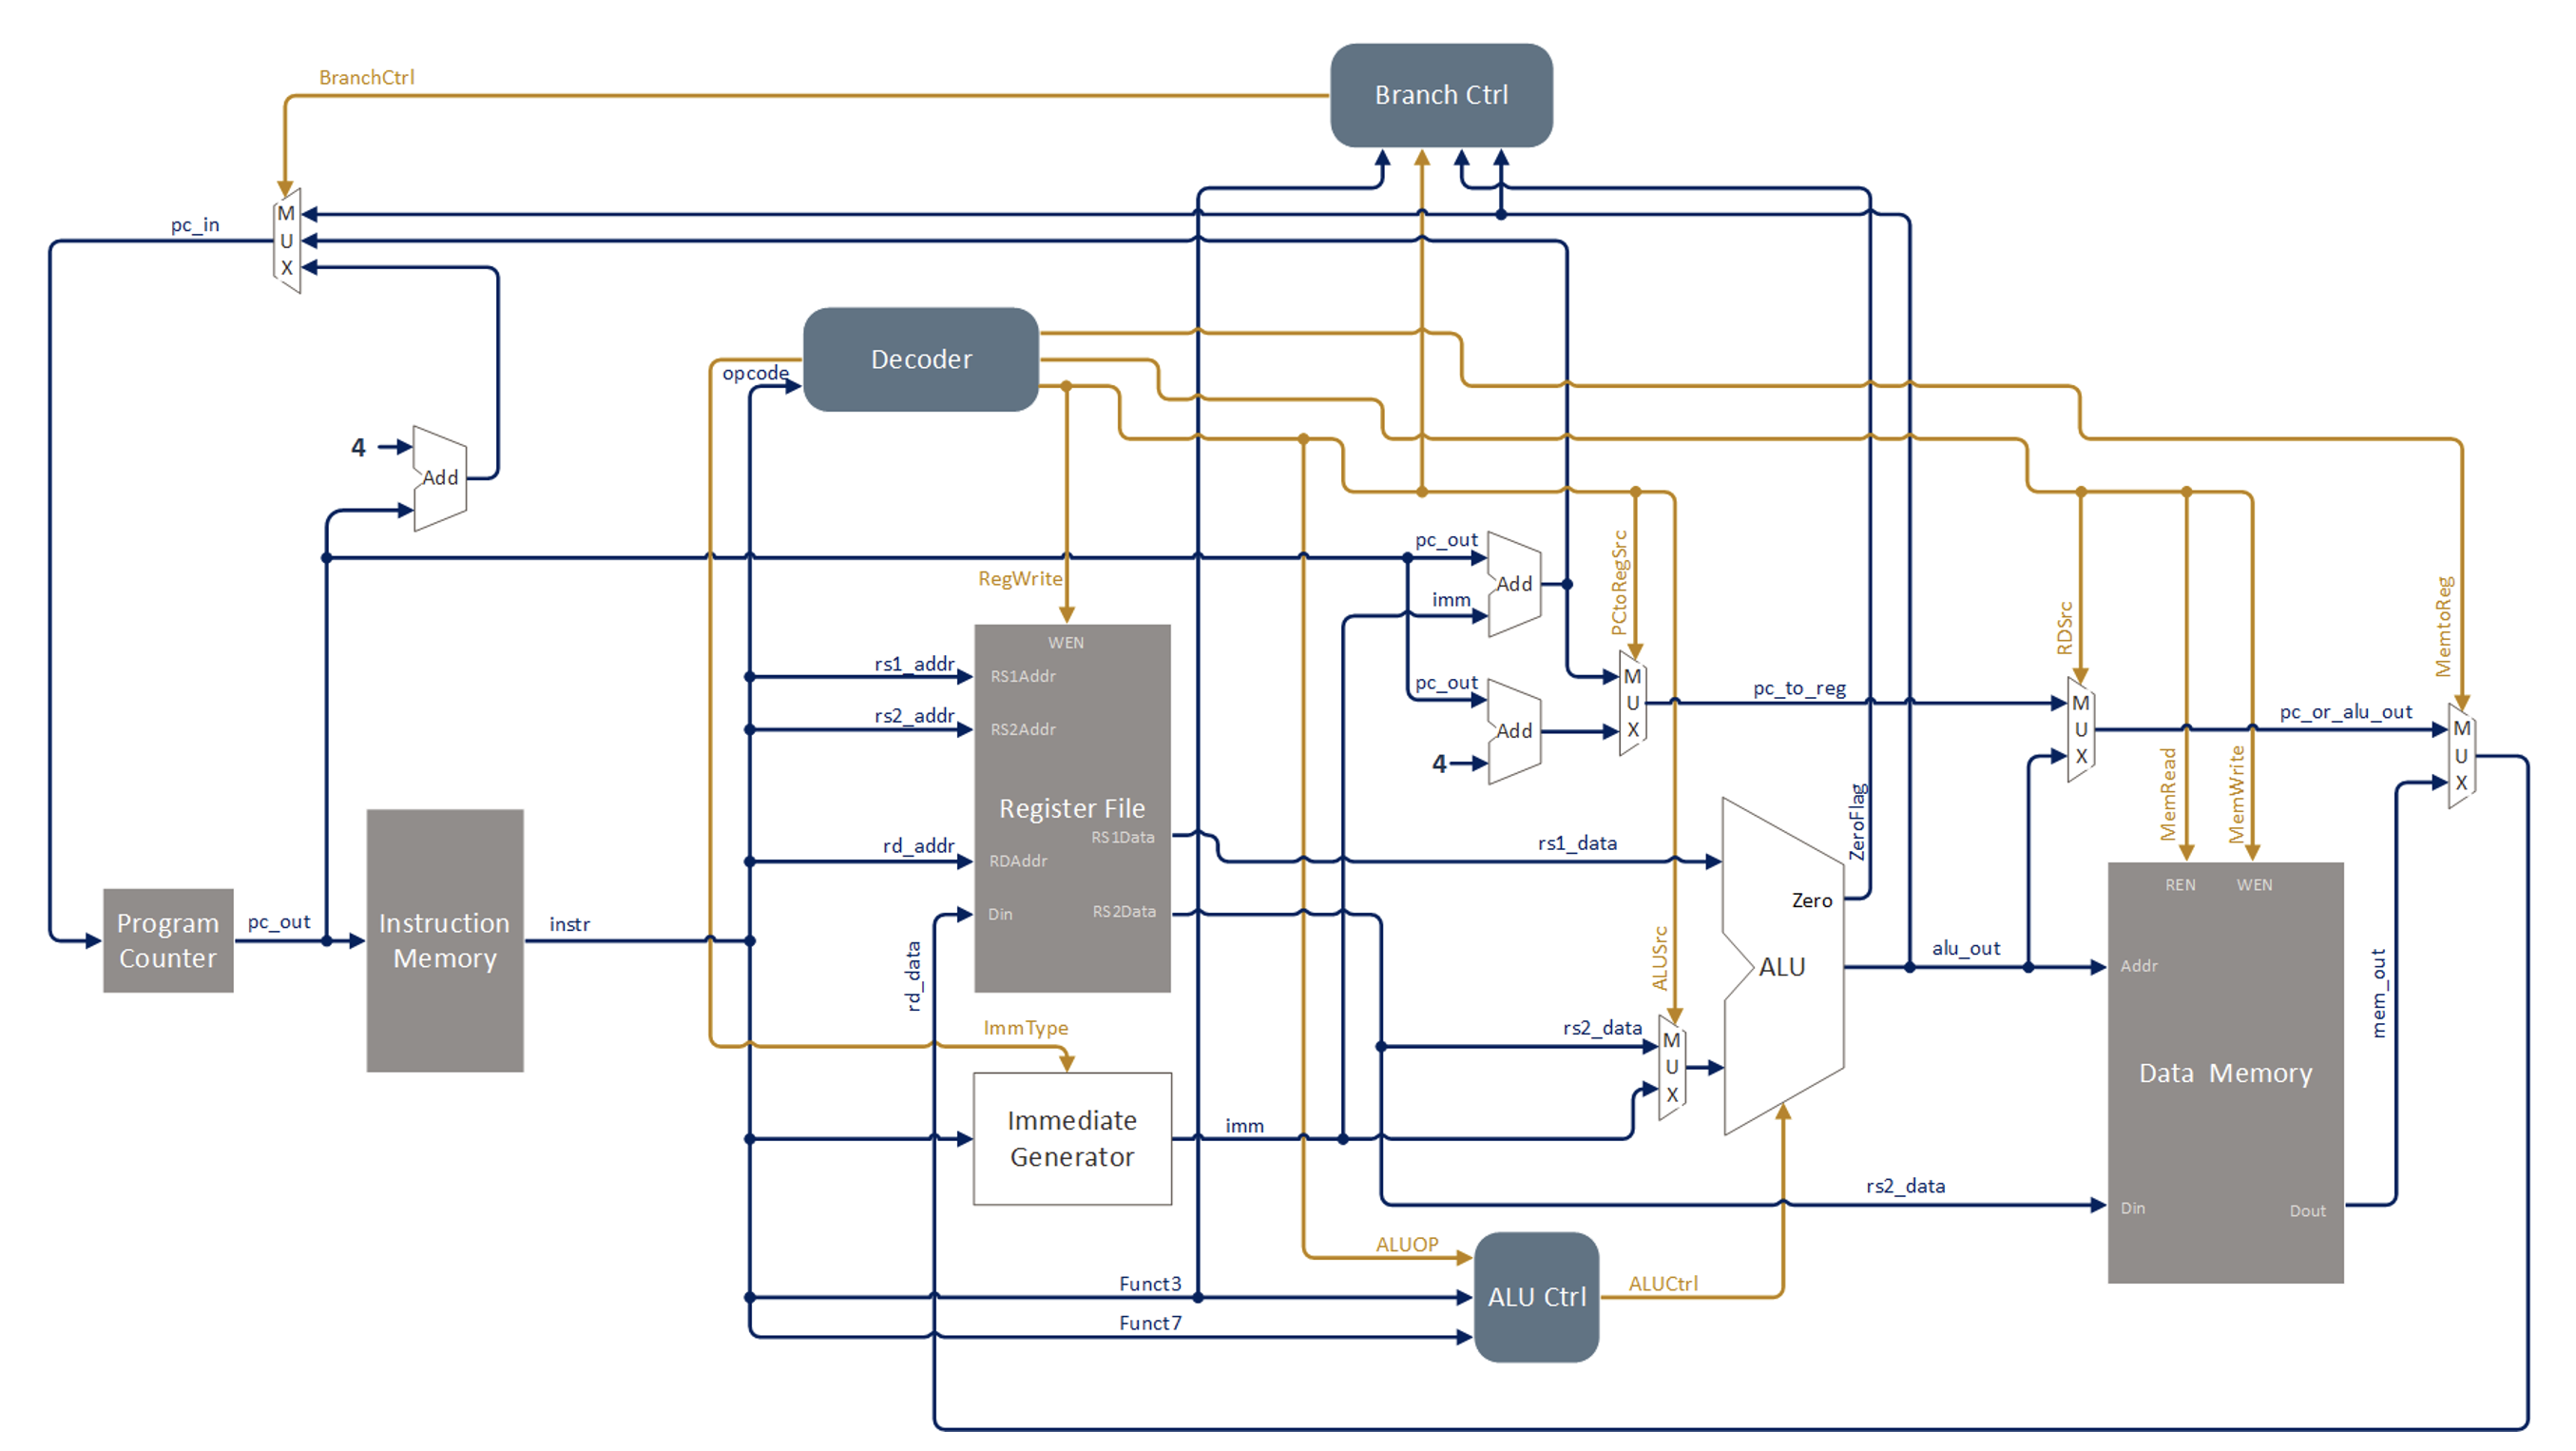 Branch Ctrl
BranchCtrl
M
U
X
pc_in
Decoder
opcode
4
Add
pc_out
Add
imm
PCtoRegSrc
RegWrite
RDSrc
MemtoReg
WEN
rs1_addr
RS1Addr
rs2_addr
RS2Addr
pc_out
Add
4
M
U
X
pc_to_reg
M
U
X
pc_or_alu_out
M
U
X
MemRead
MemWrite
Register File
RS1Data
rs1_data
ZeroFlag
rd_addr
RDAddr
Din
RS2Data
rd_data
Zero
ALU
alu_out
REN
WEN
Addr
Data Memory
Din
Dout
mem_out
Program
Counter
pc_out
Instruction
Memory
instr
ALUSrc
rs2_data
M
U
X
ImmType
Immediate
Generator
imm
rs2_data
ALUOP
ALU Ctrl
ALUCtrl
Funct3
Funct7